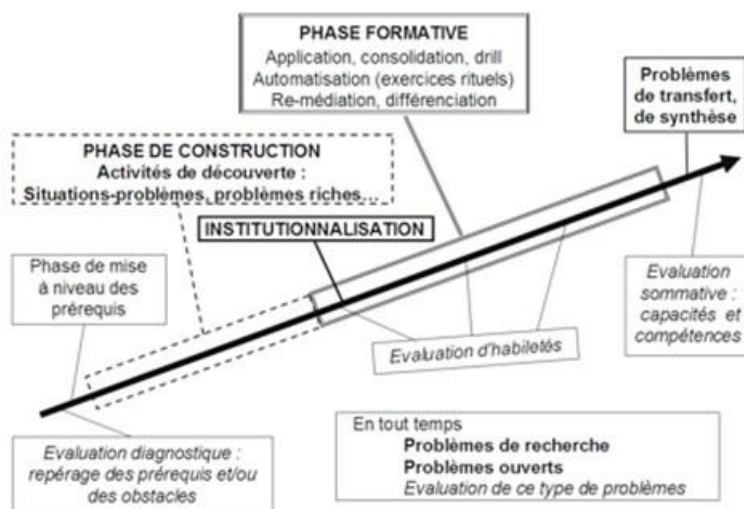 PHASE FORMATIVE
Application, consolidation, drill
Automatisation (exercices rituels)
Re-médiation, différenciation
Problèmes
de transfert,
de synthèse
PHASE DE CONSTRUCTION
Activités de découverte :
Situations-problèmes, problèmes riches...
INSTITUTIONNALISATION
Phase de mise
à niveau des
prérequis
Evaluation
sommative :
capacités et
compétences
Evaluation d'habiletés
Evaluation diagnostique :
repérage des prérequis et/ou
des obstacles
En tout temps
Problèmes de recherche
Problèmes ouverts
Evaluation de ce type de problèmes